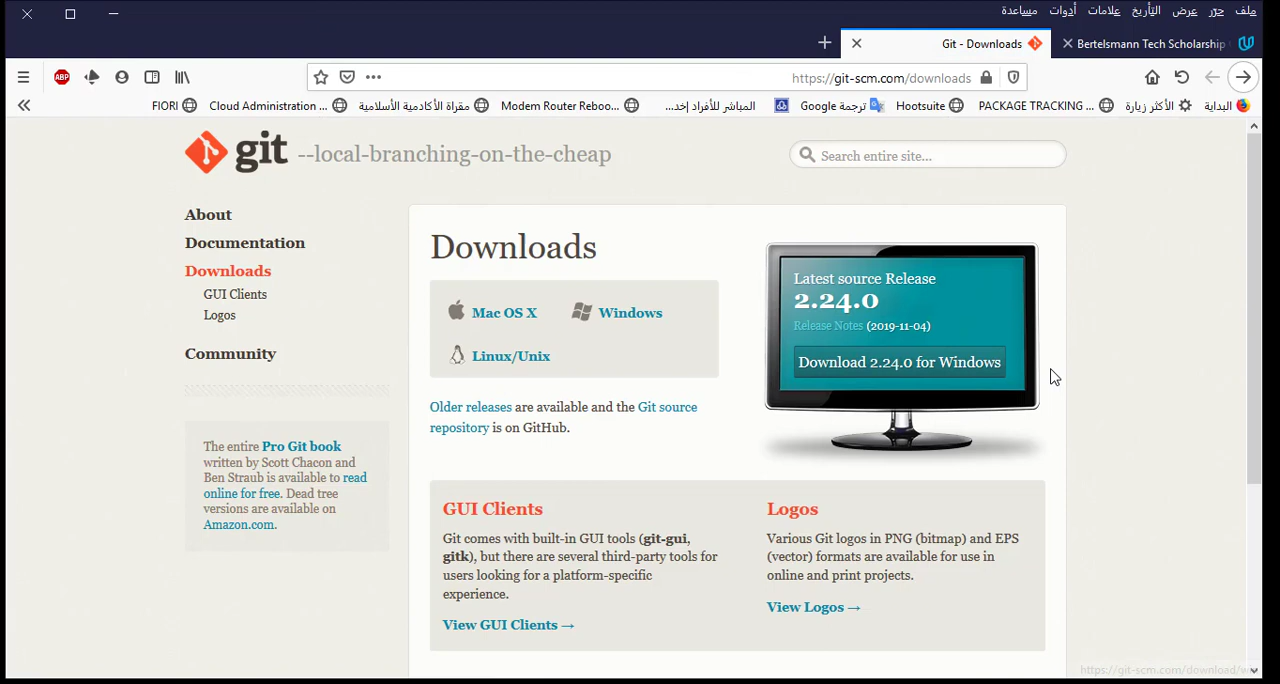 ملف حرّر عرض التأريخ علامات أدوات مساعدة
Bertelsmann Tech Scholarship
Git - Downloads
https://git-scm.com/downloads
البداية
الأكثر زيارة
PACKAGE TRACKING ...
Hootsuite
ترجمة Google
المباشر للأفراد إخد...
Modem Router Reboo...
مقرأة الأكاديمية الأسلامية
Cloud Administration ...
FIORI
ABP
git --local-branching-on-the-cheap
Search entire site...
About
Documentation
Downloads
GUI Clients
Logos
Community
The entire Pro Git book
written by Scott Chacon and
Ben Straub is available to read
online for free. Dead tree
versions are available on
Amazon.com.
Downloads
Mac OS X
Windows
Linux/Unix
Older releases are available and the Git source
repository is on GitHub.
Latest source Release
2.24.0
Release Notes (2019-11-04)
Download 2.24.0 for Windows
GUI Clients
Git comes with built-in GUI tools (git-gui,
gitk), but there are several third-party tools for
users looking for a platform-specific
experience.
View GUI Clients →
Logos
Various Git logos in PNG (bitmap) and EPS
(vector) formats are available for use in
online and print projects.
View Logos →